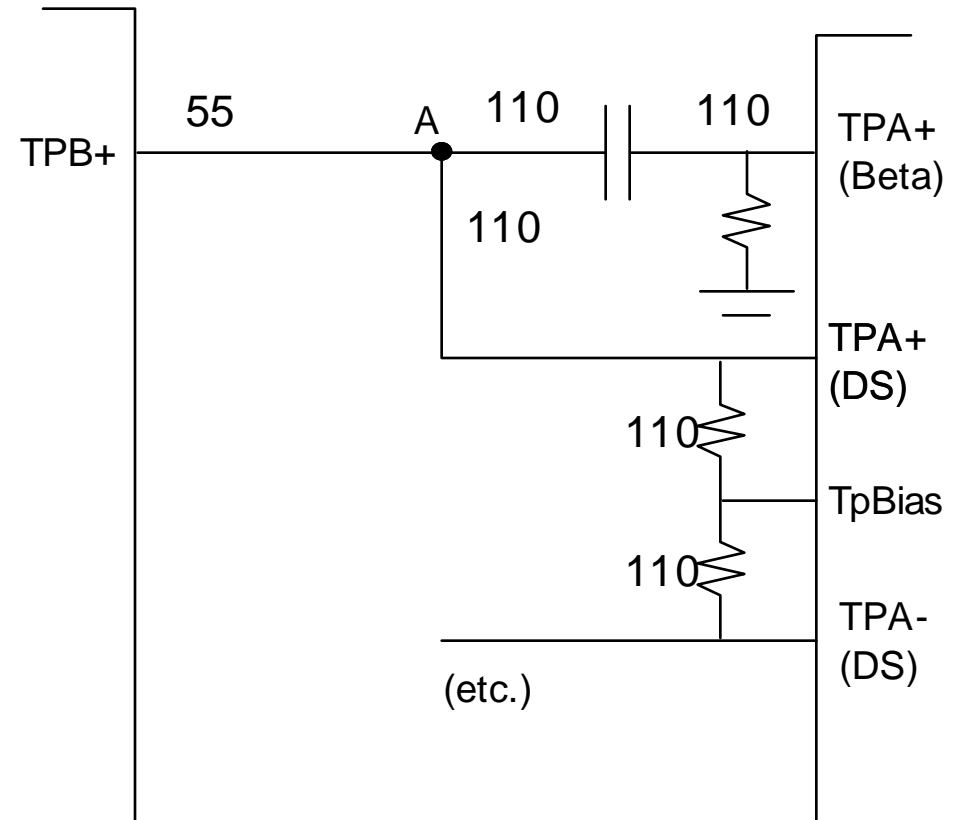 55
A
110
110
TPB+
TPA+
(Beta)
110
TPA+
(DS)
110
TpBias
110
TPA-
(DS)
(etc.)